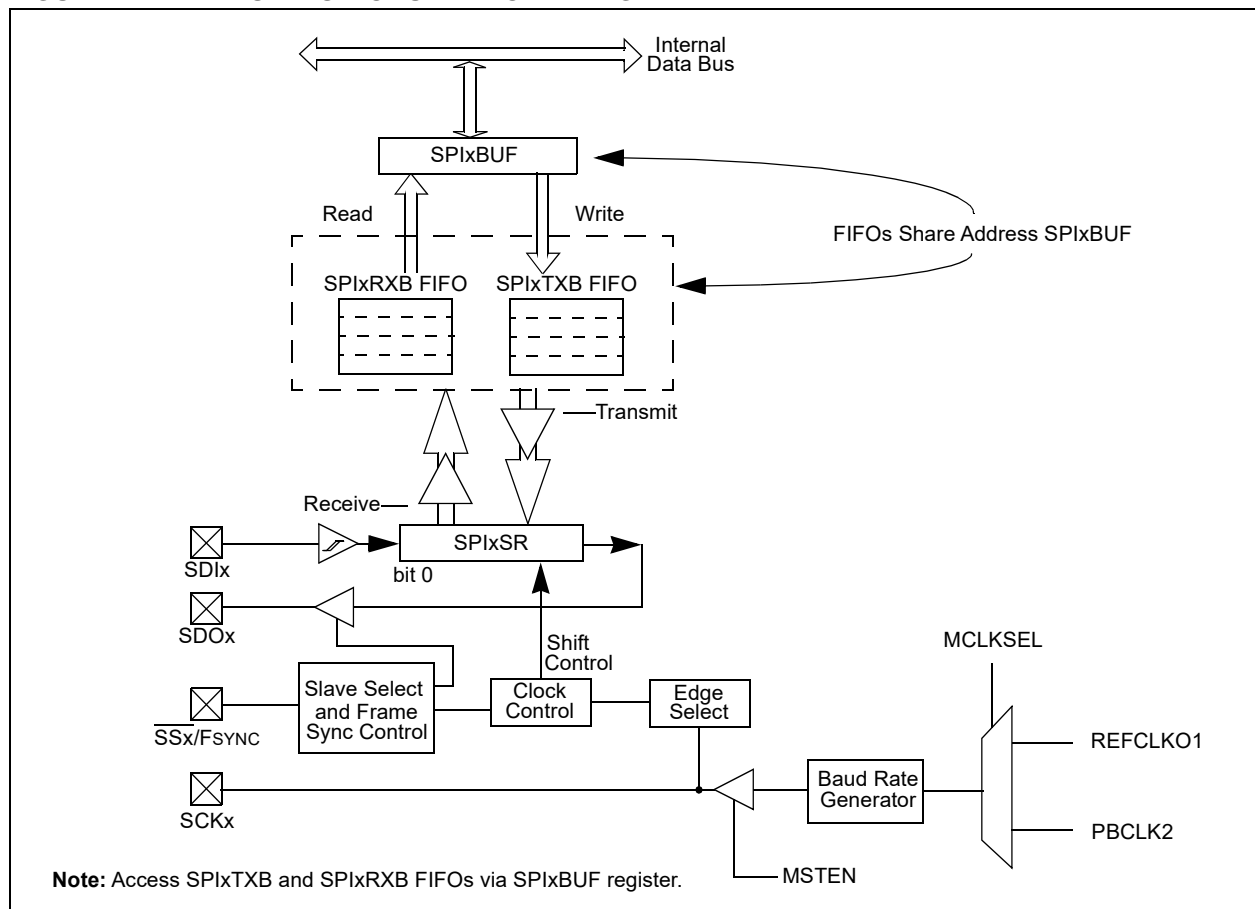 Internal
Data Bus
SPIxBUF
Read
Write
FIFOs Share Address SPIxBUF
SPIxRXB FIFO
SPIxTXB FIFO
Transmit
Receive
SPIxSR
SDIx
bit 0
SDOx
Shift
Control
MCLKSEL
Slave Select
and Frame
Sync Control
Clock
Control
Edge
Select
SSx/FSYNC
REFCLKO1
Baud Rate
Generator
SCKx
PBCLK2
MSTEN
Note: Access SPIxTXB and SPIxRXB FIFOs via SPIxBUF register.